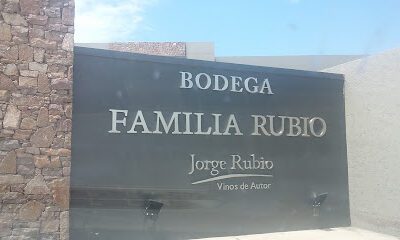 BODEGA
FAMILIA RUBIO
Jorge Rubio
Vinos de Autor